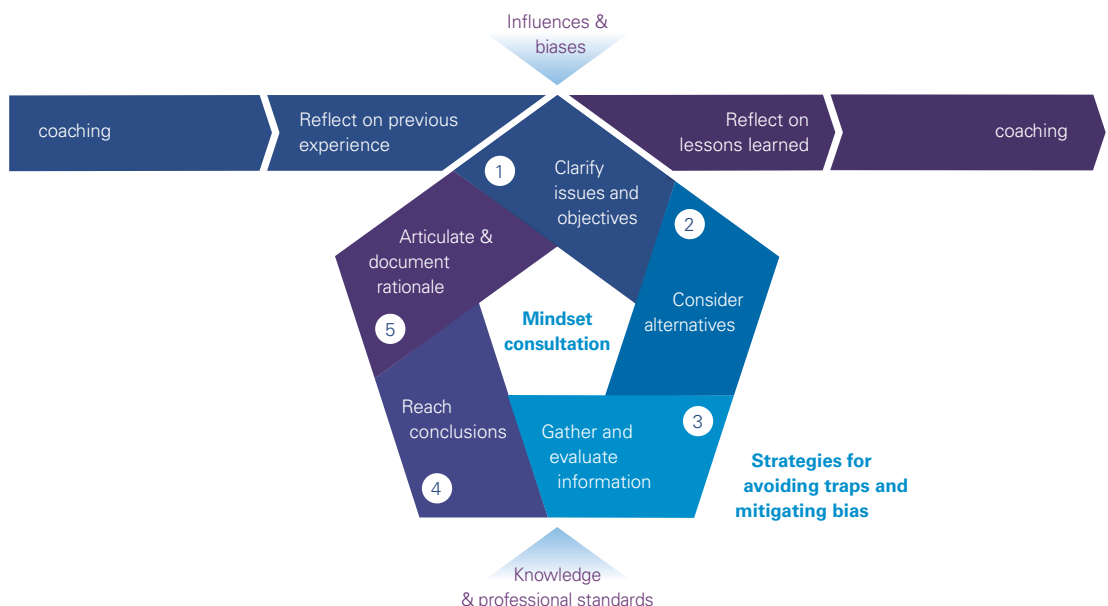 Influences &
biases
coaching
Reflect on previous
experience
Reflect on
lessons learned
coaching
1
Clarify
issues and
objectives
2
Consider
alternatives
3
Gather and
evaluate
information
4
Reach
conclusions
5
Articulate &
document
rationale
Mindset
consultation
Strategies for
avoiding traps and
mitigating bias
Knowledge
& professional standards